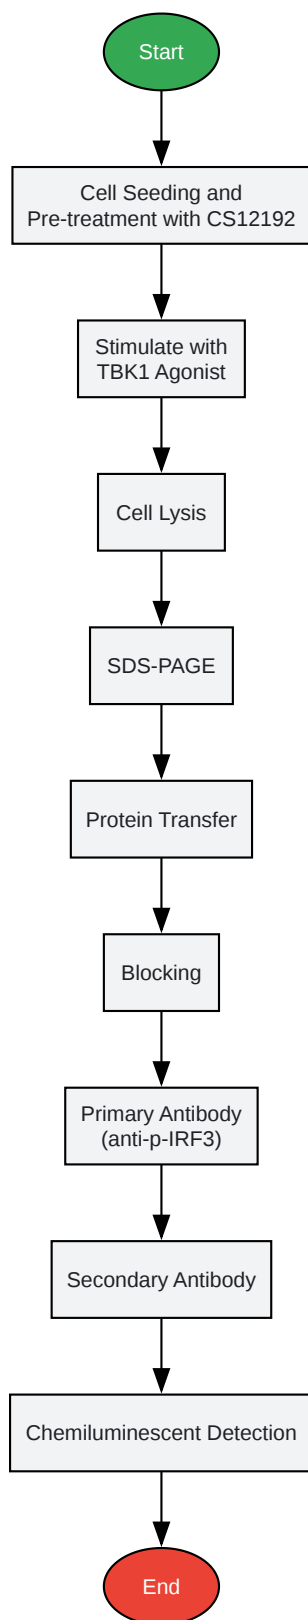 Start
Cell Seeding and
Pre-treatment with CS12192
Stimulate with
TBK1 Agonist
Cell Lysis
SDS-PAGE
Protein Transfer
Blocking
Primary Antibody
(anti-p-IRF3)
Secondary Antibody
Chemiluminescent Detection
End